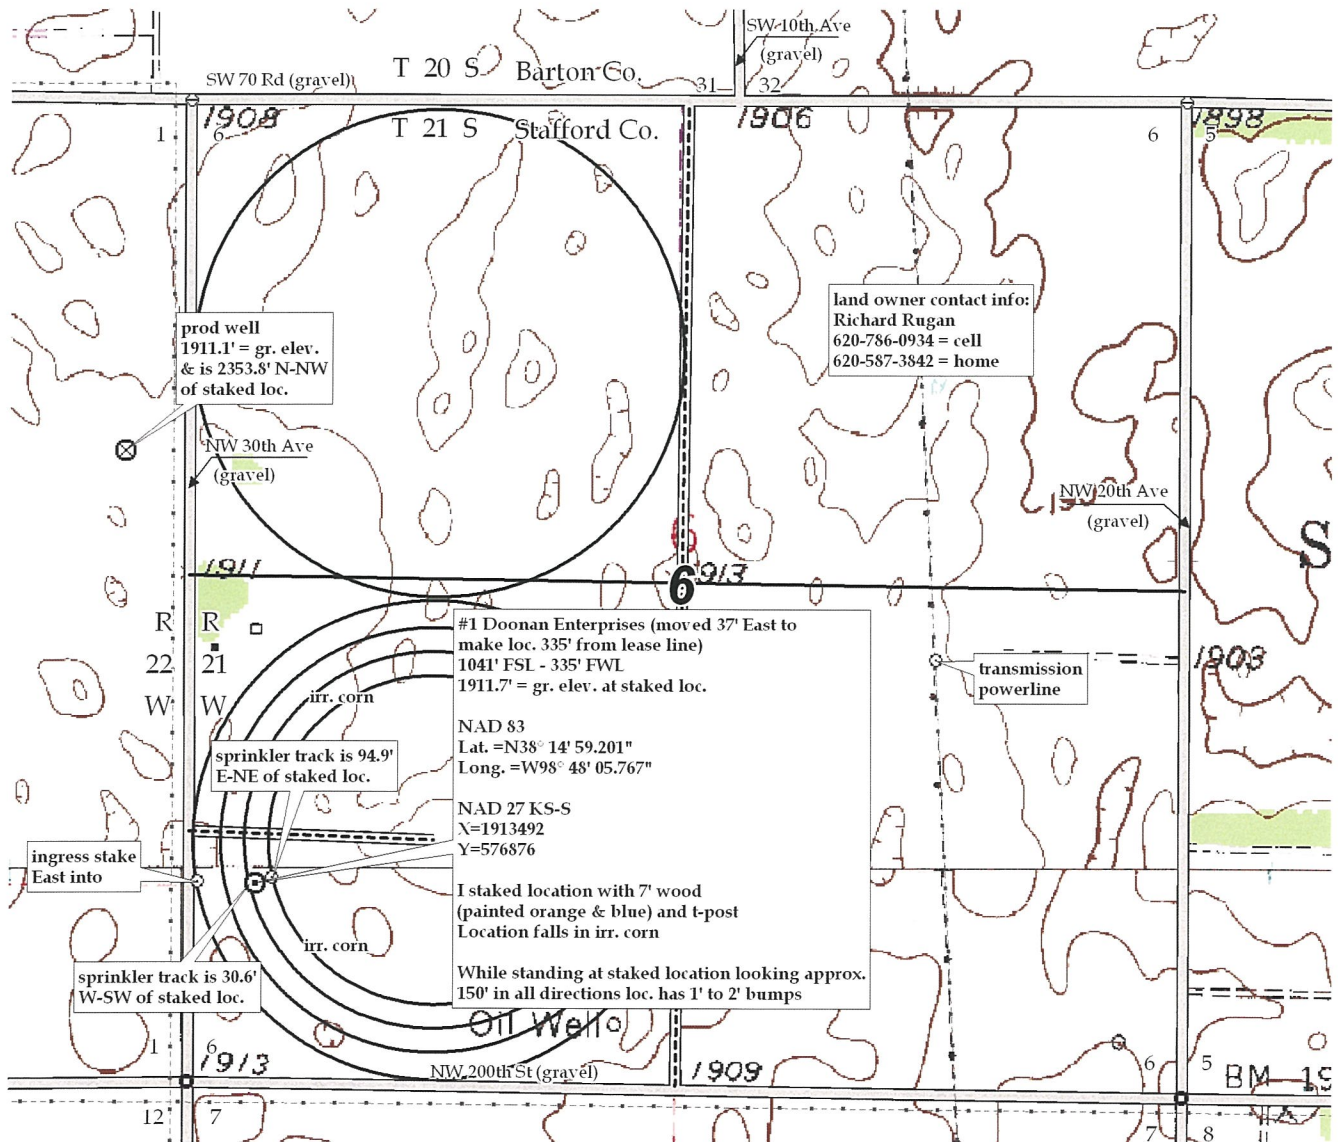 SW 10th Ave
(gravel)
SW 70 Rd (gravel)
T 20 S Barton Co.
31 32
1908
T 21 S Stafford Co.
1906
1898
1 6
6 5
land owner contact info:
Richard Rugan
620-786-0934 = cell
620-587-3842 = home
prod well
1911.1' = gr. elev.
& is 2353.8' N-NW
of staked loc.
NW 30th Ave
(gravel)
NW 20th Ave
(gravel)
S
1911
6
1913
R R
22 21
W W
1903
#1 Doonan Enterprises (moved 37' East to
make loc. 335' from lease line)
1041' FSL - 335' FWL
1911.7' = gr. elev. at staked loc.
NAD 83
Lat. =N38° 14' 59.201"
Long. =W98° 48' 05.767"
NAD 27 KS-S
X=1913492
Y=576876
I staked location with 7' wood
(painted orange & blue) and t-post
Location falls in irr. corn
While standing at staked location looking approx.
150' in all directions loc. has 1' to 2' bumps
transmission
powerline
irr. corn
sprinkler track is 94.9'
E-NE of staked loc.
ingress stake
East into
irr. corn
sprinkler track is 30.6'
W-SW of staked loc.
Oil Well
1 6
1913
NW 200th St (gravel)
1909
6 5
BM 19
12 7
7 8